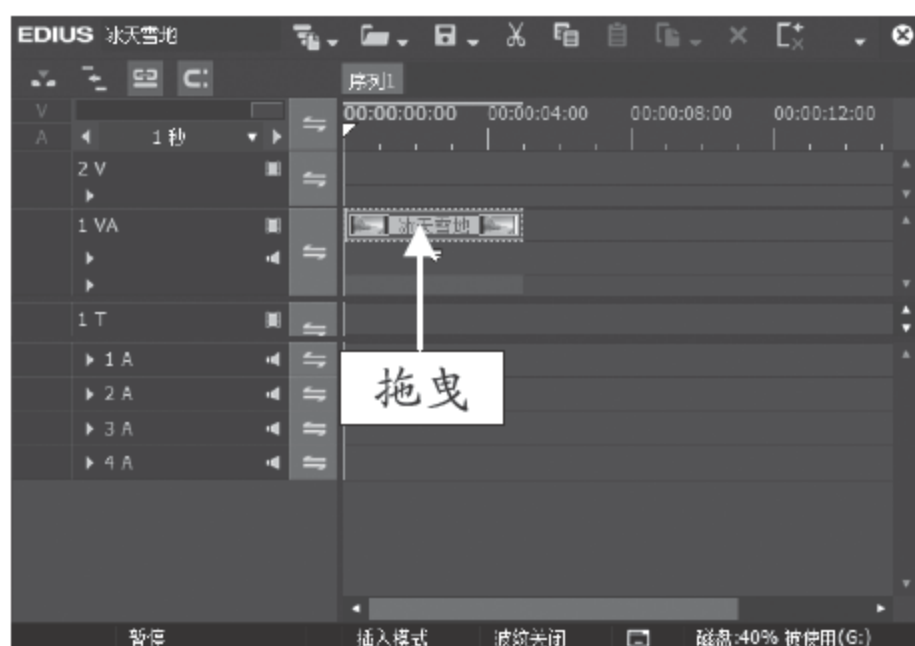 EDIUS 冰天雪地
序列1
V
A 1 秒
00:00:00:00 00:00:04:00 00:00:08:00 00:00:12:00
2 V
1 VA
冰天雪地
1 T
1 A
拖曳
2 A
3 A
4 A
暂停 插入模式 波纹关闭 磁盘:40% 被使用(G:)